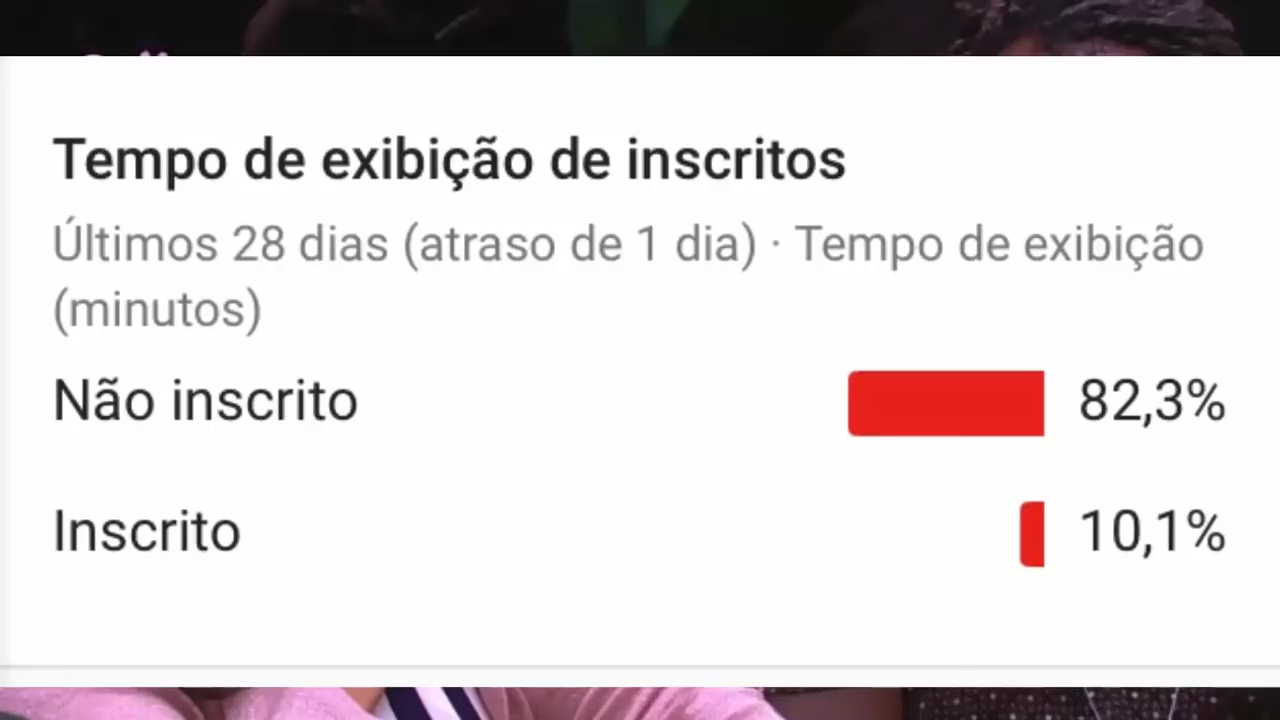 Tempo de exibição de inscritos
Últimos 28 dias (atraso de 1 dia) · Tempo de exibição
(minutos)
Não inscrito 82,3%
Inscrito 10,1%